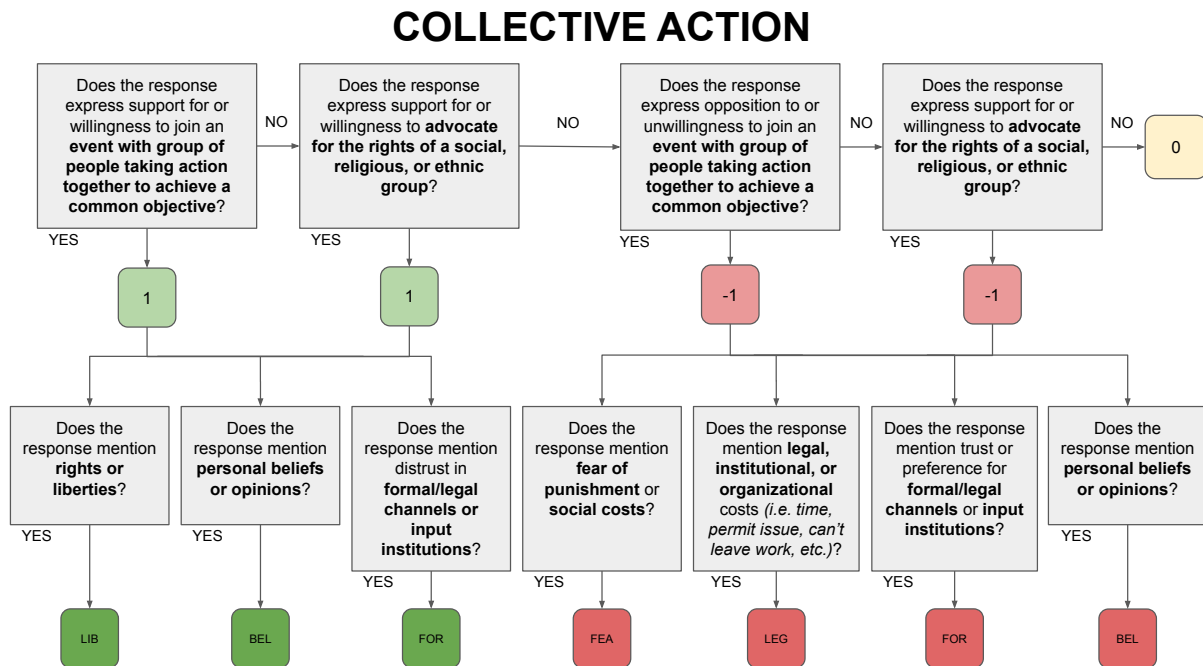 COLLECTIVE ACTION
Does the response
express support for or
willingness to join an
event with group of
people taking action
together to achieve a
common objective?
NO
Does the response
express support for or
willingness to advocate
for the rights of a social,
religious, or ethnic
group?
NO
Does the response
express opposition to or
unwillingness to join an
event with group of
people taking action
together to achieve a
common objective?
NO
Does the response
express support for or
willingness to advocate
for the rights of a social,
religious, or ethnic
group?
NO
0
YES
YES
YES
YES
1
1
-1
-1
Does the
response mention
rights or
liberties?
Does the
response mention
personal beliefs
or opinions?
Does the
response mention
distrust in
formal/legal
channels or
input
institutions?
Does the
response mention
fear of
punishment or
social costs?
Does the response
mention legal,
institutional, or
organizational
costs (i.e. time,
permit issue, can't
leave work, etc.)?
Does the response
mention trust or
preference for
formal/legal
channels or input
institutions?
Does the
response mention
personal beliefs
or opinions?
YES
YES
YES
YES
YES
YES
YES
LIB
BEL
FOR
FEA
LEG
FOR
BEL